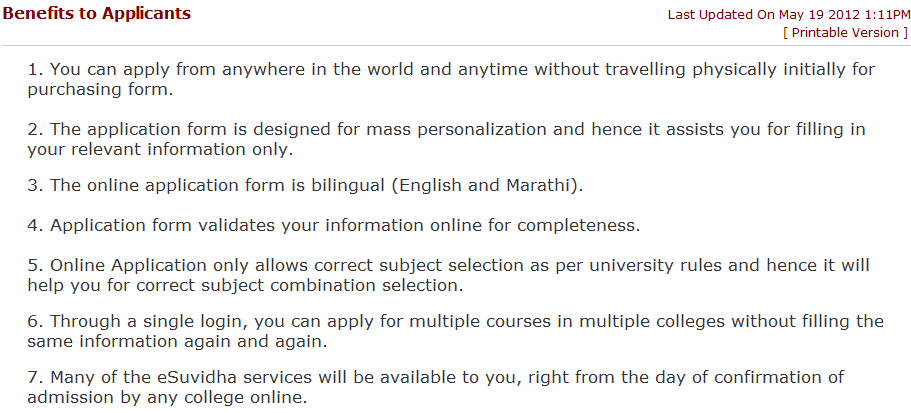 Benefits to Applicants
Last Updated On May 19 2012 1:11PM
[ Printable Version ]
1. You can apply from anywhere in the world and anytime without travelling physically initially for
purchasing form.
2. The application form is designed for mass personalization and hence it assists you for filling in
your relevant information only.
3. The online application form is bilingual (English and Marathi).
4. Application form validates your information online for completeness.
5. Online Application only allows correct subject selection as per university rules and hence it will
help you for correct subject combination selection.
6. Through a single login, you can apply for multiple courses in multiple colleges without filling the
same information again and again.
7. Many of the eSuvidha services will be available to you, right from the day of confirmation of
admission by any college online.